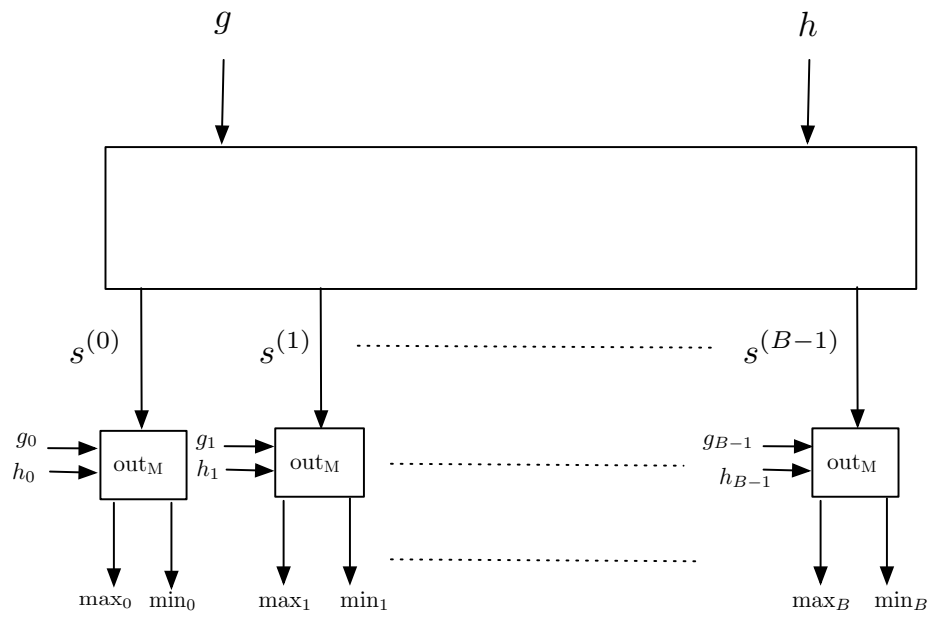 g h
s^(0) s^(1) s^(B−1)
g_0 g_1 g_{B−1}
out_M out_M out_M
h_0 h_1 h_{B−1}
max_0 min_0 max_1 min_1 max_B min_B